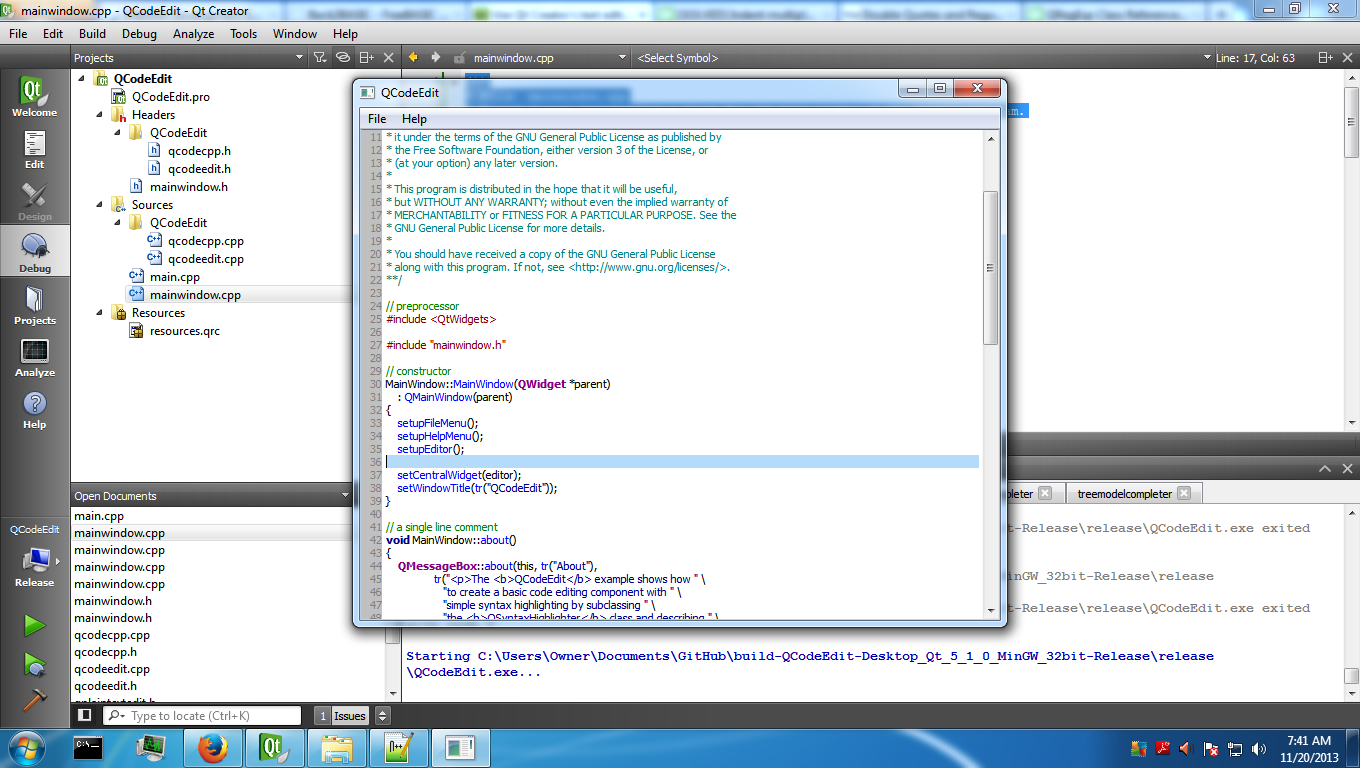 mainwindow.cpp - QCodeEdit - Qt Creator
File Edit Build Debug Analyze Tools Window Help
Projects
mainwindow.cpp
<Select Symbol>
Line: 17, Col: 63
Welcome
Edit
Design
Debug
Projects
Analyze
Help
QCodeEdit
Release
QCodeEdit
QCodeEdit.pro
Headers
QCodeEdit
qcodecpp.h
qcodeedit.h
mainwindow.h
Sources
QCodeEdit
qcodecpp.cpp
qcodeedit.cpp
main.cpp
mainwindow.cpp
Resources
resources.qrc
Open Documents
main.cpp
mainwindow.cpp
mainwindow.cpp
mainwindow.cpp
mainwindow.cpp
mainwindow.h
mainwindow.h
qcodecpp.cpp
qcodecpp.h
qcodeedit.cpp
qcodeedit.h
QCodeEdit
File Help
11 * it under the terms of the GNU General Public License as published by
12 * the Free Software Foundation, either version 3 of the License, or
13 * (at your option) any later version.
14 *
15 * This program is distributed in the hope that it will be useful,
16 * but WITHOUT ANY WARRANTY; without even the implied warranty of
17 * MERCHANTABILITY or FITNESS FOR A PARTICULAR PURPOSE. See the
18 * GNU General Public License for more details.
19 *
20 * You should have received a copy of the GNU General Public License
21 * along with this program. If not, see <http://www.gnu.org/licenses/>.
22 **/
23
24 // preprocessor
25 #include <QtWidgets>
26
27 #include "mainwindow.h"
28
29 // constructor
30 MainWindow::MainWindow(QWidget *parent)
31 : QMainWindow(parent)
32 {
33 setupFileMenu();
34 setupHelpMenu();
35 setupEditor();
36
37 setCentralWidget(editor);
38 setWindowTitle(tr("QCodeEdit"));
39 }
40
41 // a single line comment
42 void MainWindow::about()
43 {
44 QMessageBox::about(this, tr("About"),
45 tr("<p>The <b>QCodeEdit</b> example shows how " \
46 "to create a basic code editing component with " \
47 "simple syntax highlighting by subclassing " \
48 "the <b>QSyntaxHighlighter</b> class and describing " \
am.
pleter
treemodelcompleter
t-Release\release\QCodeEdit.exe exited
nGW_32bit-Release\release
t-Release\release\QCodeEdit.exe exited
Starting C:\Users\Owner\Documents\GitHub\build-QCodeEdit-Desktop_Qt_5_1_0_MinGW_32bit-Release\release
\QCodeEdit.exe...
Type to locate (Ctrl+K)
1 Issues
7:41 AM
11/20/2013